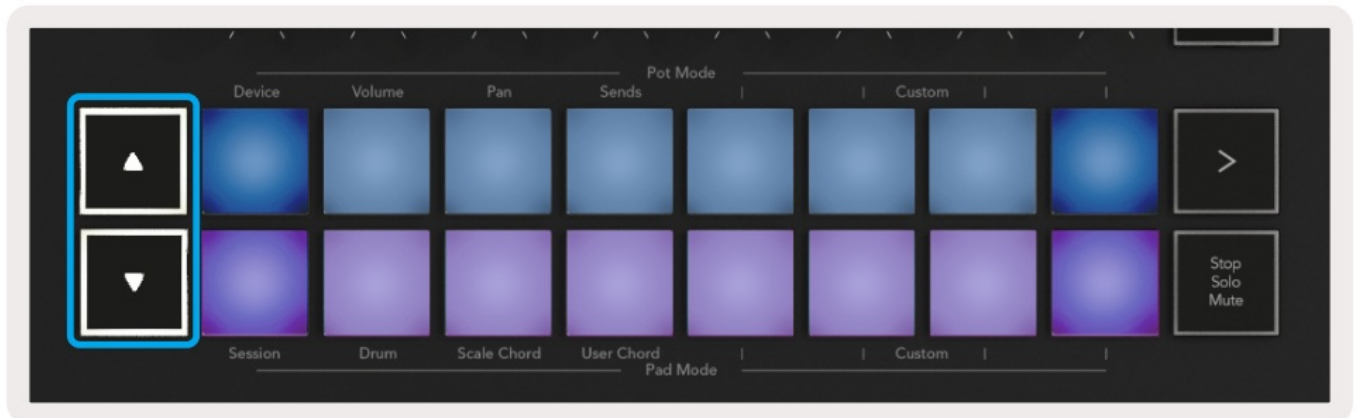 Pot Mode
Device Volume Pan Sends Custom
Stop
Solo
Mute
Session Drum Scale Chord User Chord Custom
Pad Mode